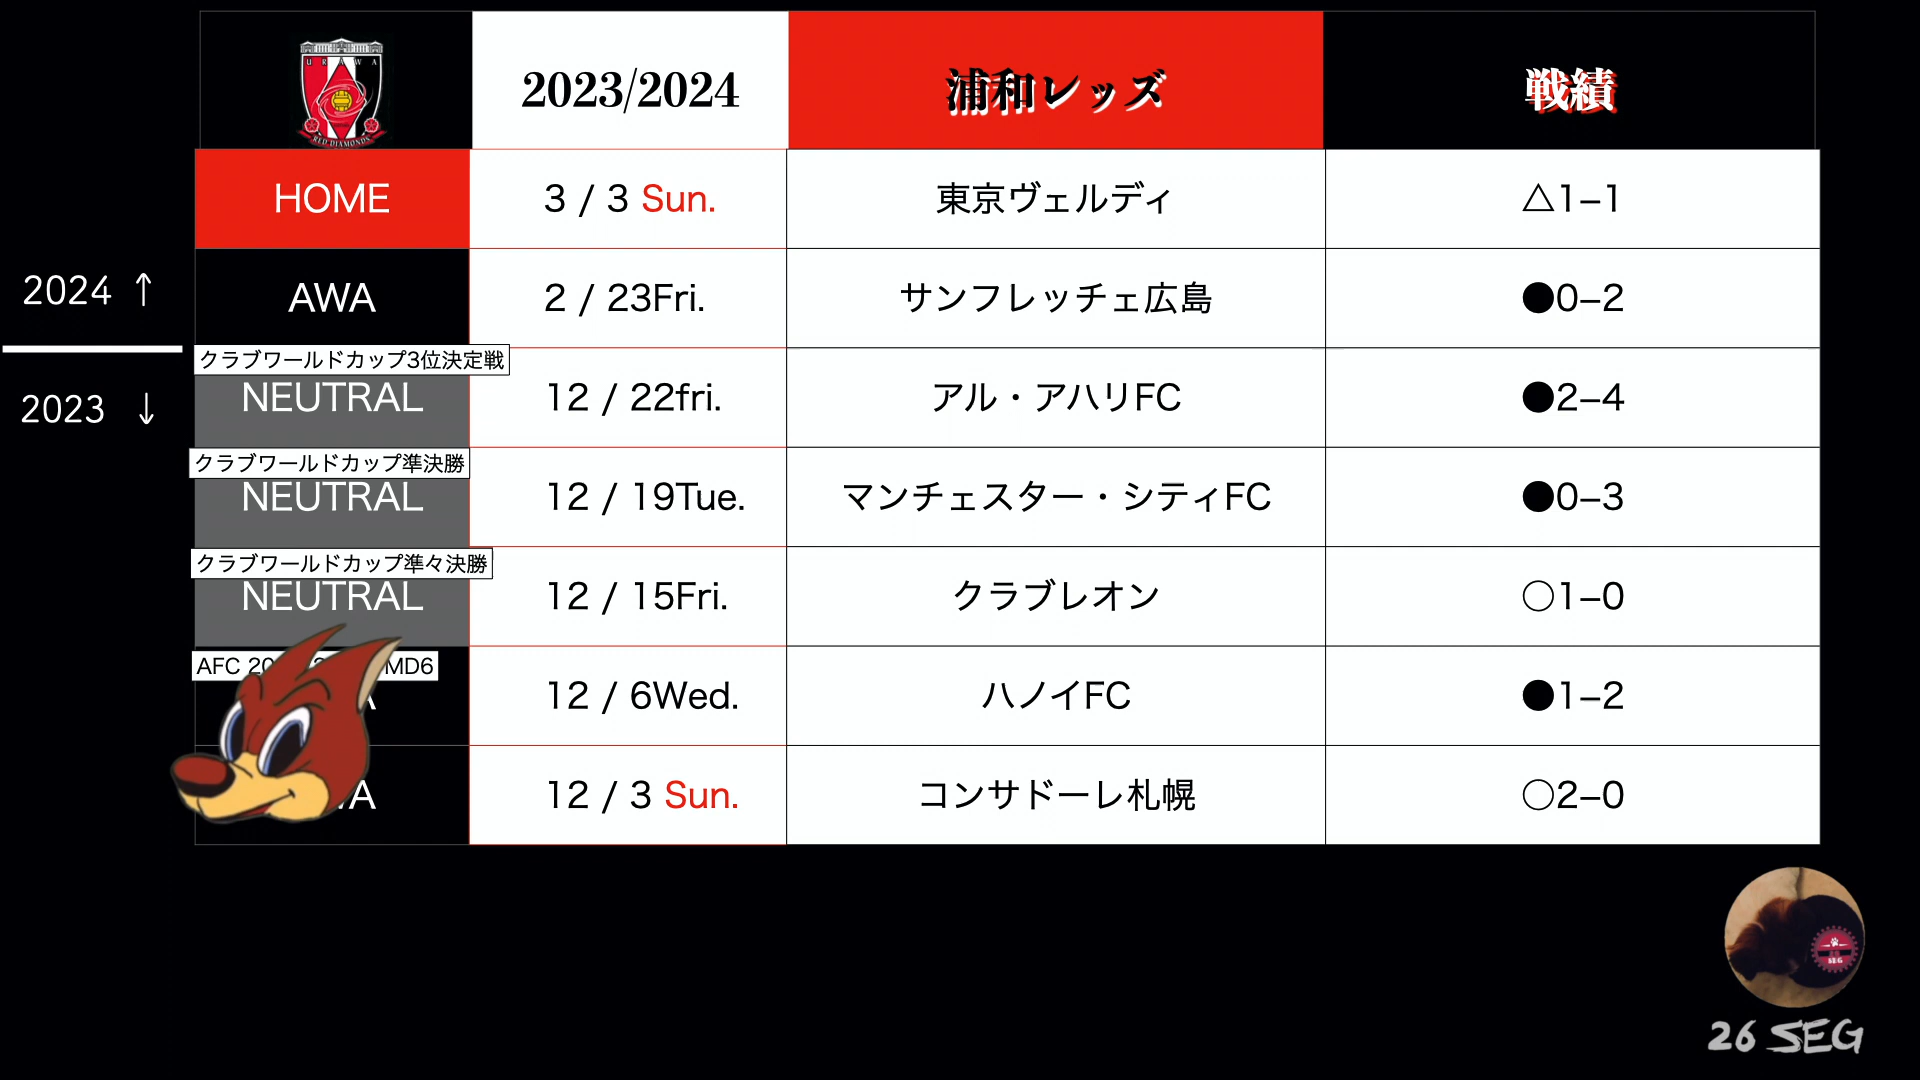 URAWA
RED DIAMONDS
2023/2024
浦和レッズ
戦績
HOME
3 / 3 Sun.
東京ヴェルディ
△1–1
2024 ↑
AWA
2 / 23Fri.
サンフレッチェ広島
●0–2
クラブワールドカップ3位決定戦
2023 ↓
NEUTRAL
12 / 22fri.
アル・アハリFC
●2–4
クラブワールドカップ準決勝
NEUTRAL
12 / 19Tue.
マンチェスター・シティFC
●0–3
クラブワールドカップ準々決勝
NEUTRAL
12 / 15Fri.
クラブレオン
○1–0
AFC MD6
12 / 6Wed.
ハノイFC
●1–2
12 / 3 Sun.
コンサドーレ札幌
○2–0
26 SEG